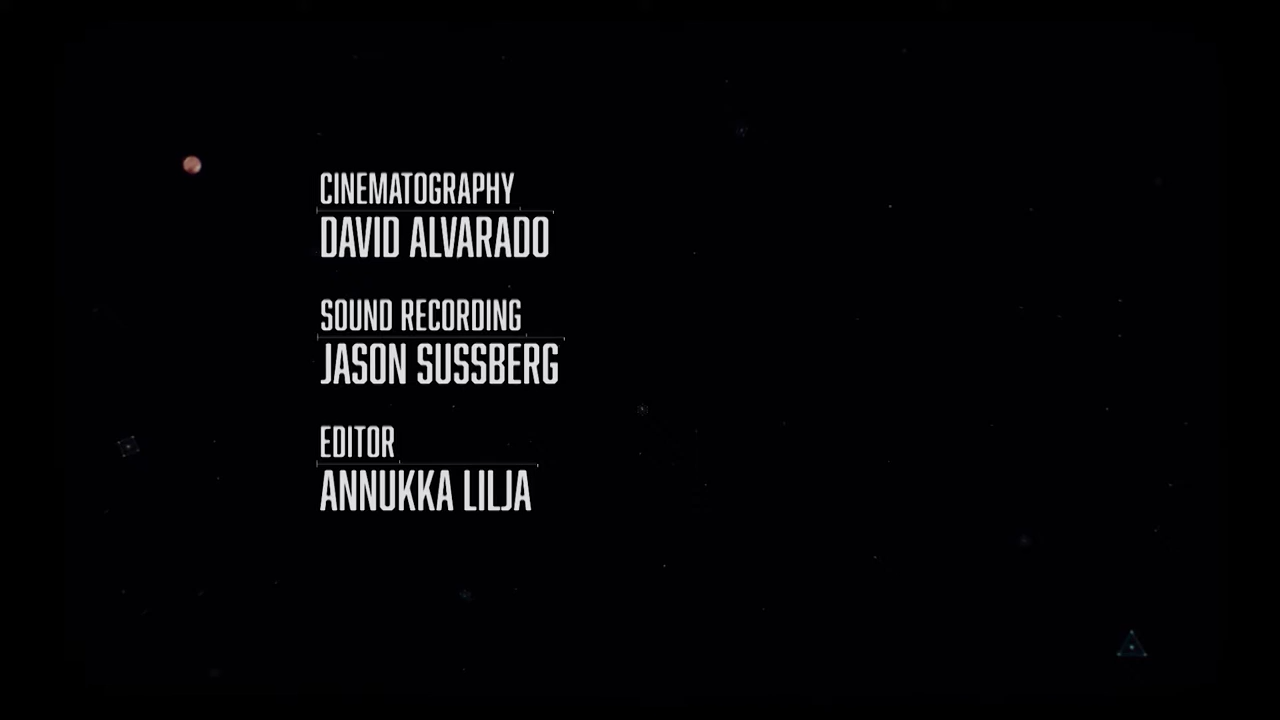 CINEMATOGRAPHY
DAVID ALVARADO
SOUND RECORDING
JASON SUSSBERG
EDITOR
ANNUKKA LILJA